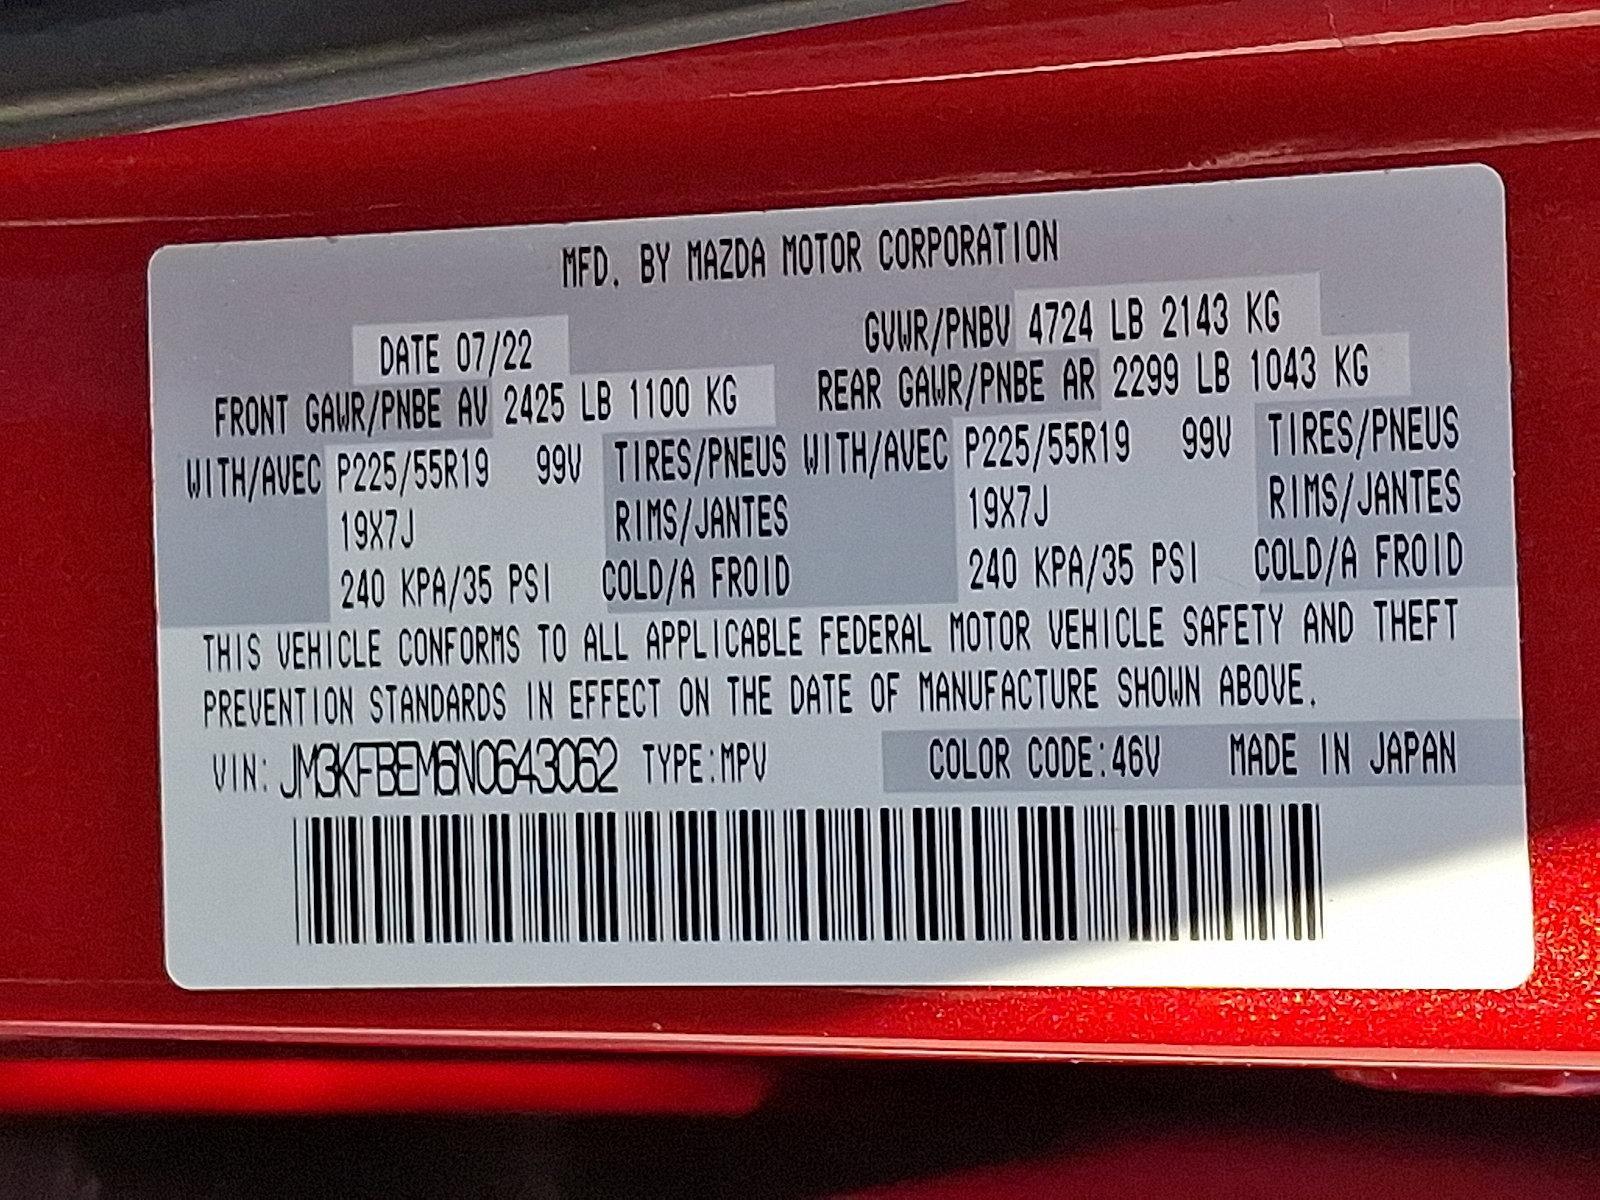 MFD. BY MAZDA MOTOR CORPORATION
DATE 07/22 GVWR/PNBV 4724 LB 2143 KG
FRONT GAWR/PNBE AV 2425 LB 1100 KG REAR GAWR/PNBE AR 2299 LB 1043 KG
WITH/AVEC P225/55R19 99V TIRES/PNEUS WITH/AVEC P225/55R19 99V TIRES/PNEUS
19X7J RIMS/JANTES 19X7J RIMS/JANTES
240 KPA/35 PSI COLD/A FROID 240 KPA/35 PSI COLD/A FROID
THIS VEHICLE CONFORMS TO ALL APPLICABLE FEDERAL MOTOR VEHICLE SAFETY AND THEFT
PREVENTION STANDARDS IN EFFECT ON THE DATE OF MANUFACTURE SHOWN ABOVE.
VIN: JM3KFBEM6N0643062 TYPE:MPV COLOR CODE:46V MADE IN JAPAN